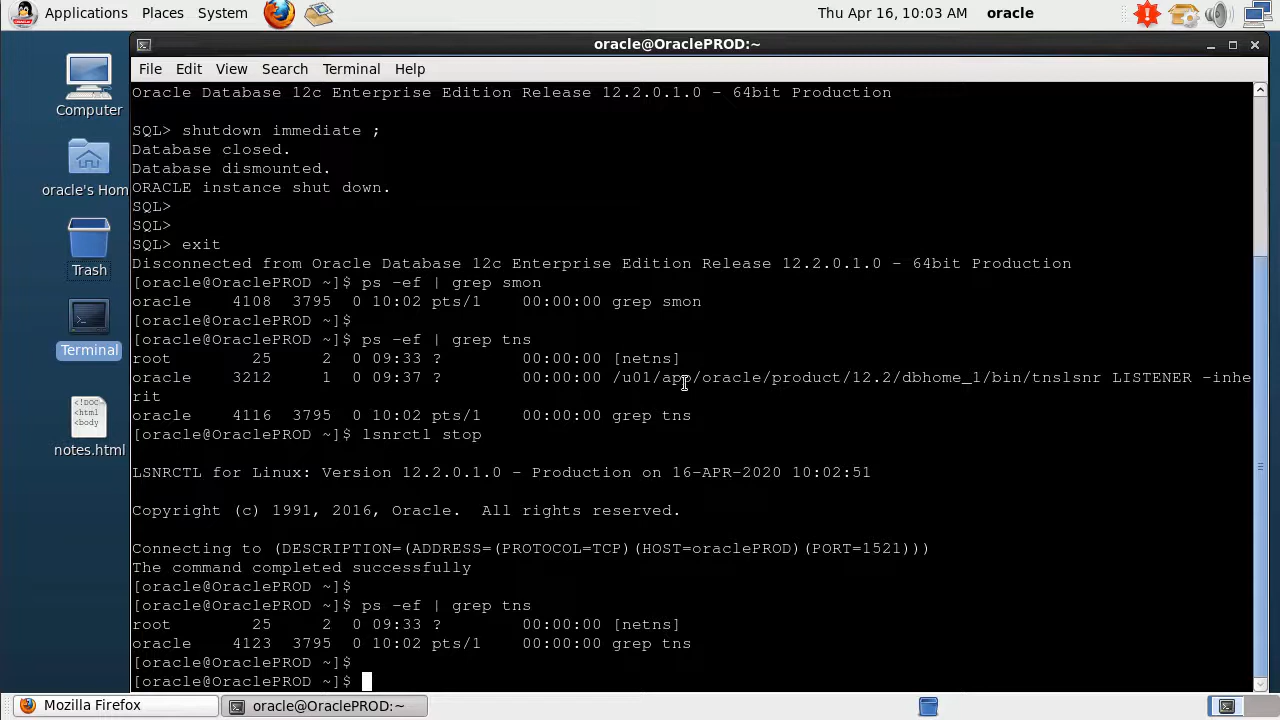 Applications Places System
Thu Apr 16, 10:03 AM oracle
oracle@OraclePROD:~
File Edit View Search Terminal Help
Computer
oracle's Hom
Trash
Terminal
<!DOC
<html
<body
notes.html
Oracle Database 12c Enterprise Edition Release 12.2.0.1.0 - 64bit Production
SQL> shutdown immediate ;
Database closed.
Database dismounted.
ORACLE instance shut down.
SQL>
SQL>
SQL> exit
Disconnected from Oracle Database 12c Enterprise Edition Release 12.2.0.1.0 - 64bit Production
[oracle@OraclePROD ~]$ ps -ef | grep smon
oracle 4108 3795 0 10:02 pts/1 00:00:00 grep smon
[oracle@OraclePROD ~]$
[oracle@OraclePROD ~]$ ps -ef | grep tns
root 25 2 0 09:33 ? 00:00:00 [netns]
oracle 3212 1 0 09:37 ? 00:00:00 /u01/app/oracle/product/12.2/dbhome_1/bin/tnslsnr LISTENER -inhe
rit
oracle 4116 3795 0 10:02 pts/1 00:00:00 grep tns
[oracle@OraclePROD ~]$ lsnrctl stop
LSNRCTL for Linux: Version 12.2.0.1.0 - Production on 16-APR-2020 10:02:51
Copyright (c) 1991, 2016, Oracle. All rights reserved.
Connecting to (DESCRIPTION=(ADDRESS=(PROTOCOL=TCP)(HOST=oraclePROD)(PORT=1521)))
The command completed successfully
[oracle@OraclePROD ~]$
[oracle@OraclePROD ~]$ ps -ef | grep tns
root 25 2 0 09:33 ? 00:00:00 [netns]
oracle 4123 3795 0 10:02 pts/1 00:00:00 grep tns
[oracle@OraclePROD ~]$
[oracle@OraclePROD ~]$
Mozilla Firefox
oracle@OraclePROD:~